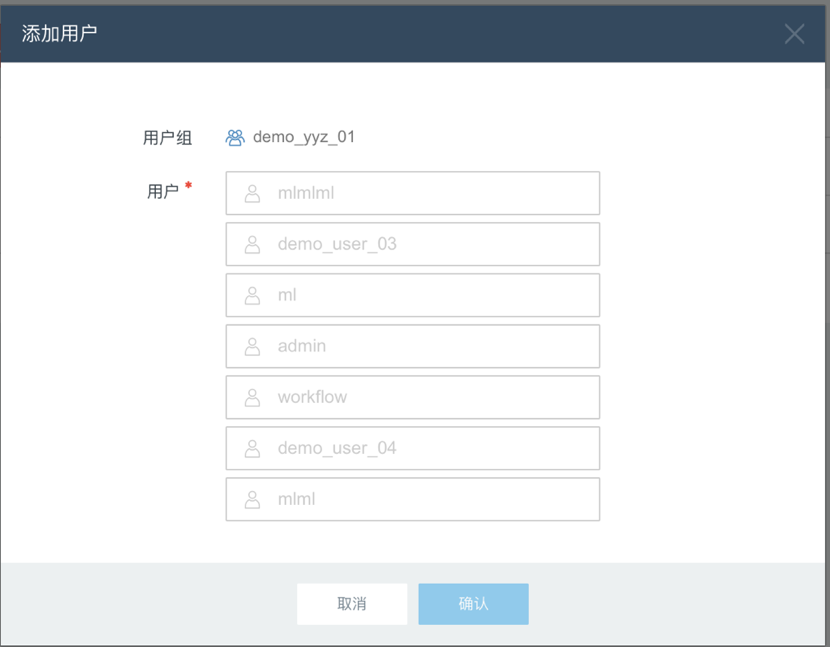 添加用户
用户组 demo_yyz_01
用户 *
mlmlml
demo_user_03
ml
admin
workflow
demo_user_04
mlml
取消 确认